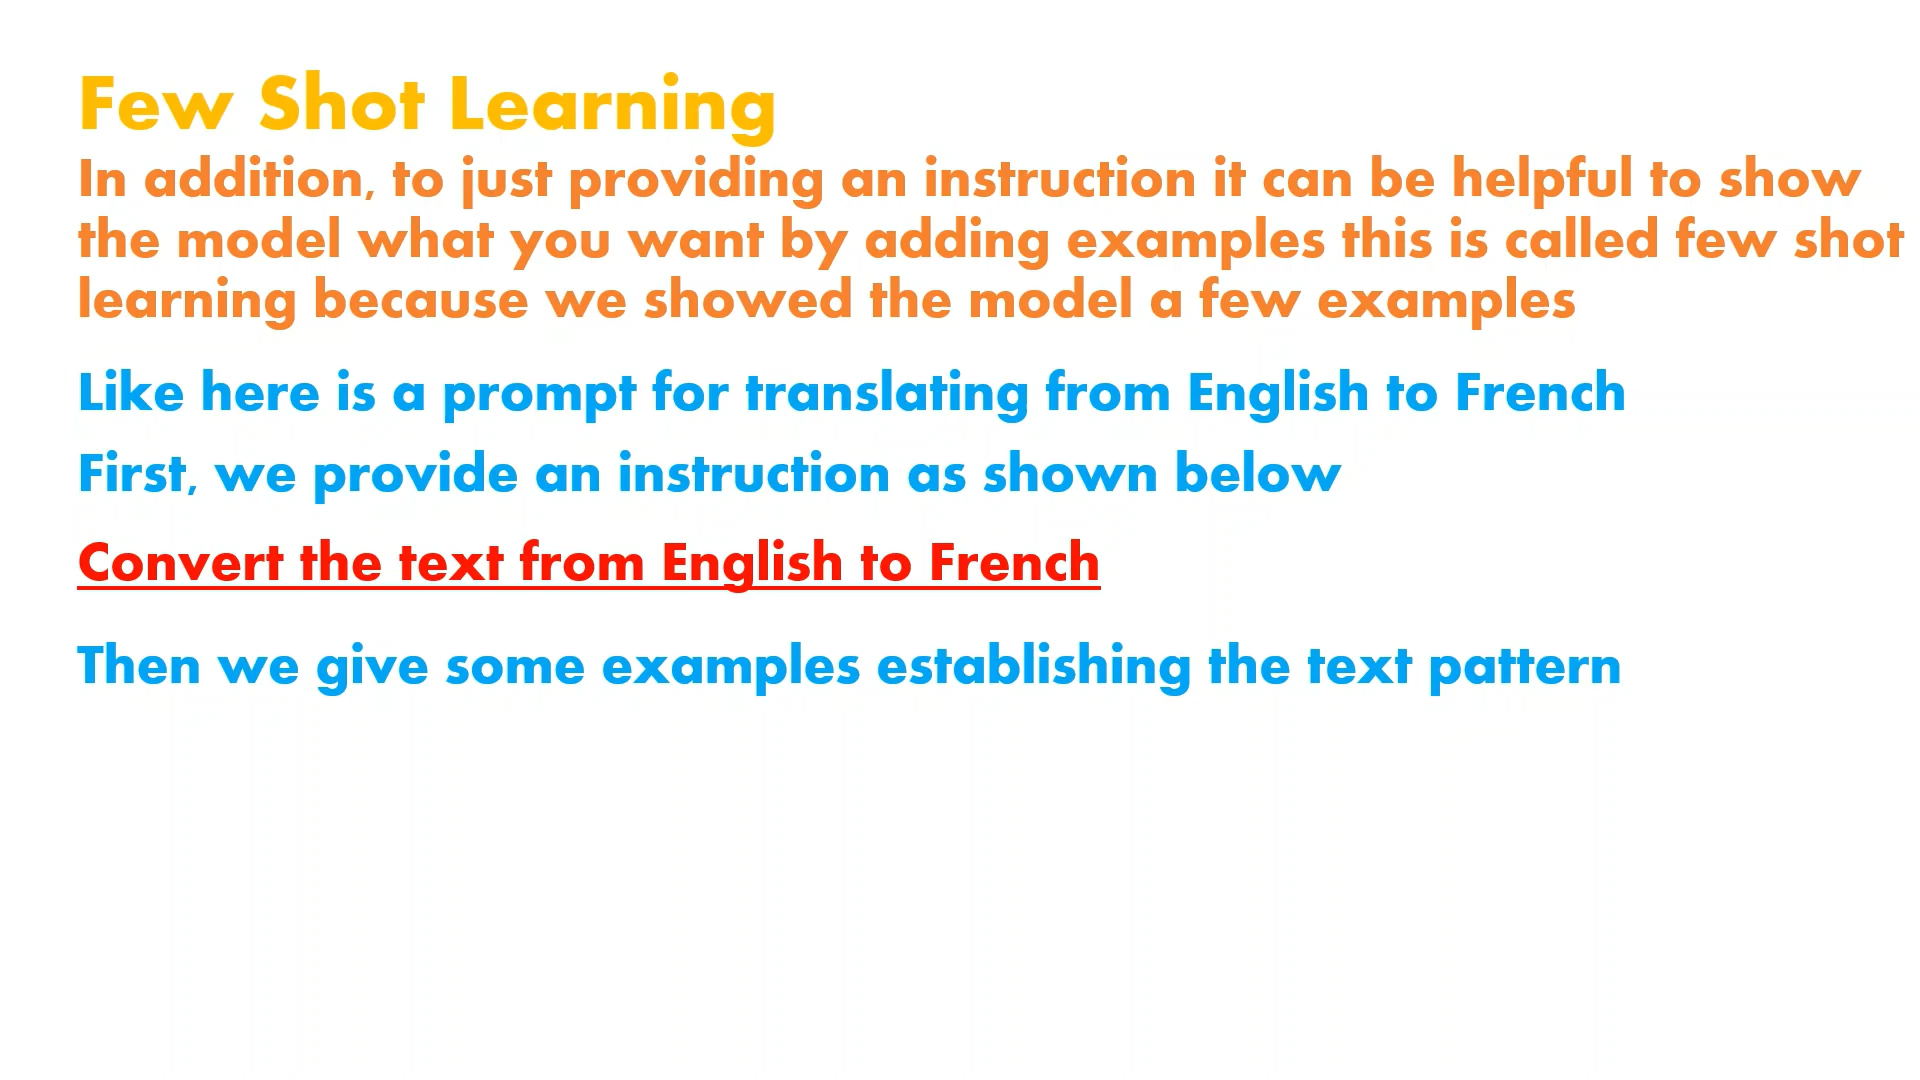 Few Shot Learning
In addition, to just providing an instruction it can be helpful to show
the model what you want by adding examples this is called few shot
learning because we showed the model a few examples
Like here is a prompt for translating from English to French
First, we provide an instruction as shown below
Convert the text from English to French
Then we give some examples establishing the text pattern